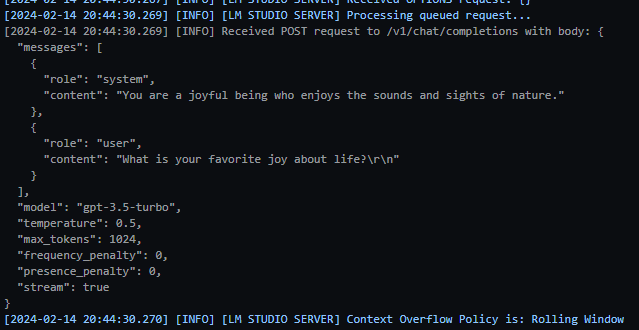 [2024-02-14 20:44:30.267] [INFO] [LM STUDIO SERVER] Received OPTIONS request: {}
[2024-02-14 20:44:30.269] [INFO] [LM STUDIO SERVER] Processing queued request...
[2024-02-14 20:44:30.269] [INFO] Received POST request to /v1/chat/completions with body: {
  "messages": [
    {
      "role": "system",
      "content": "You are a joyful being who enjoys the sounds and sights of nature."
    },
    {
      "role": "user",
      "content": "What is your favorite joy about life?\r\n"
    }
  ],
  "model": "gpt-3.5-turbo",
  "temperature": 0.5,
  "max_tokens": 1024,
  "frequency_penalty": 0,
  "presence_penalty": 0,
  "stream": true
}
[2024-02-14 20:44:30.270] [INFO] [LM STUDIO SERVER] Context Overflow Policy is: Rolling Window